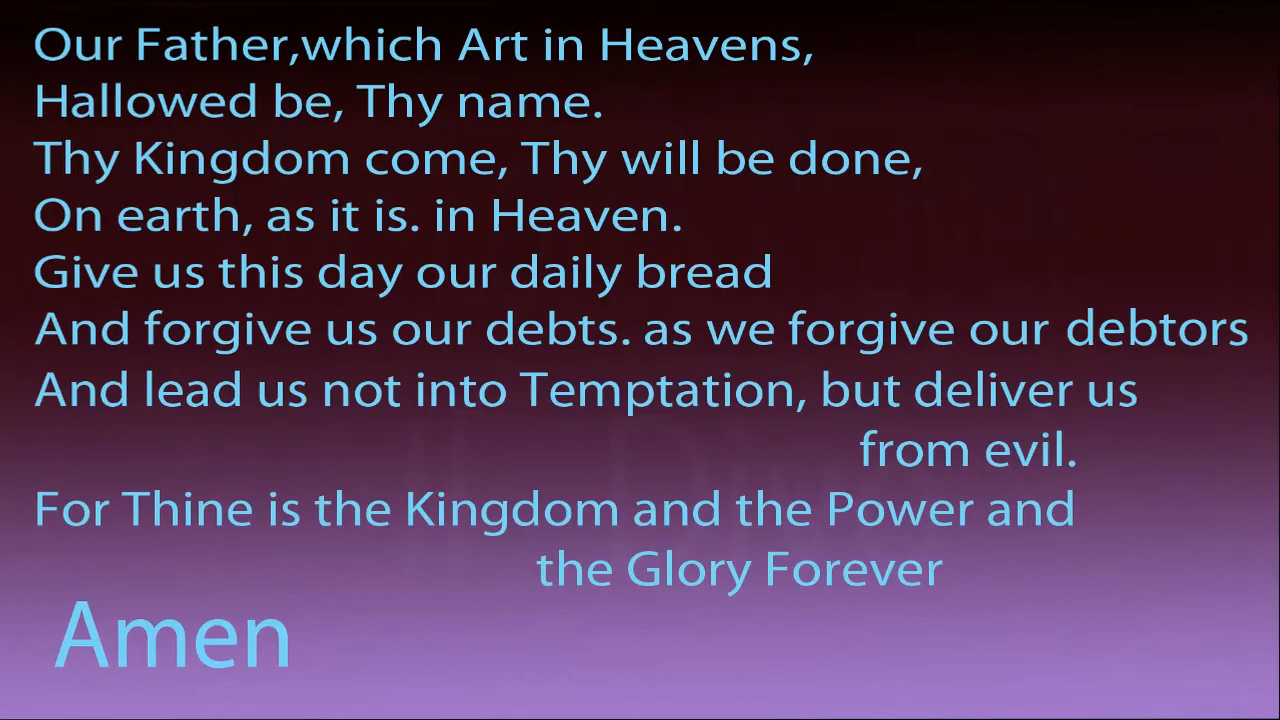 Our Father,which Art in Heavens,
Hallowed be, Thy name.
Thy Kingdom come, Thy will be done,
On earth, as it is. in Heaven.
Give us this day our daily bread
And forgive us our debts. as we forgive our debtors
And lead us not into Temptation, but deliver us
from evil.
For Thine is the Kingdom and the Power and
the Glory Forever
Amen